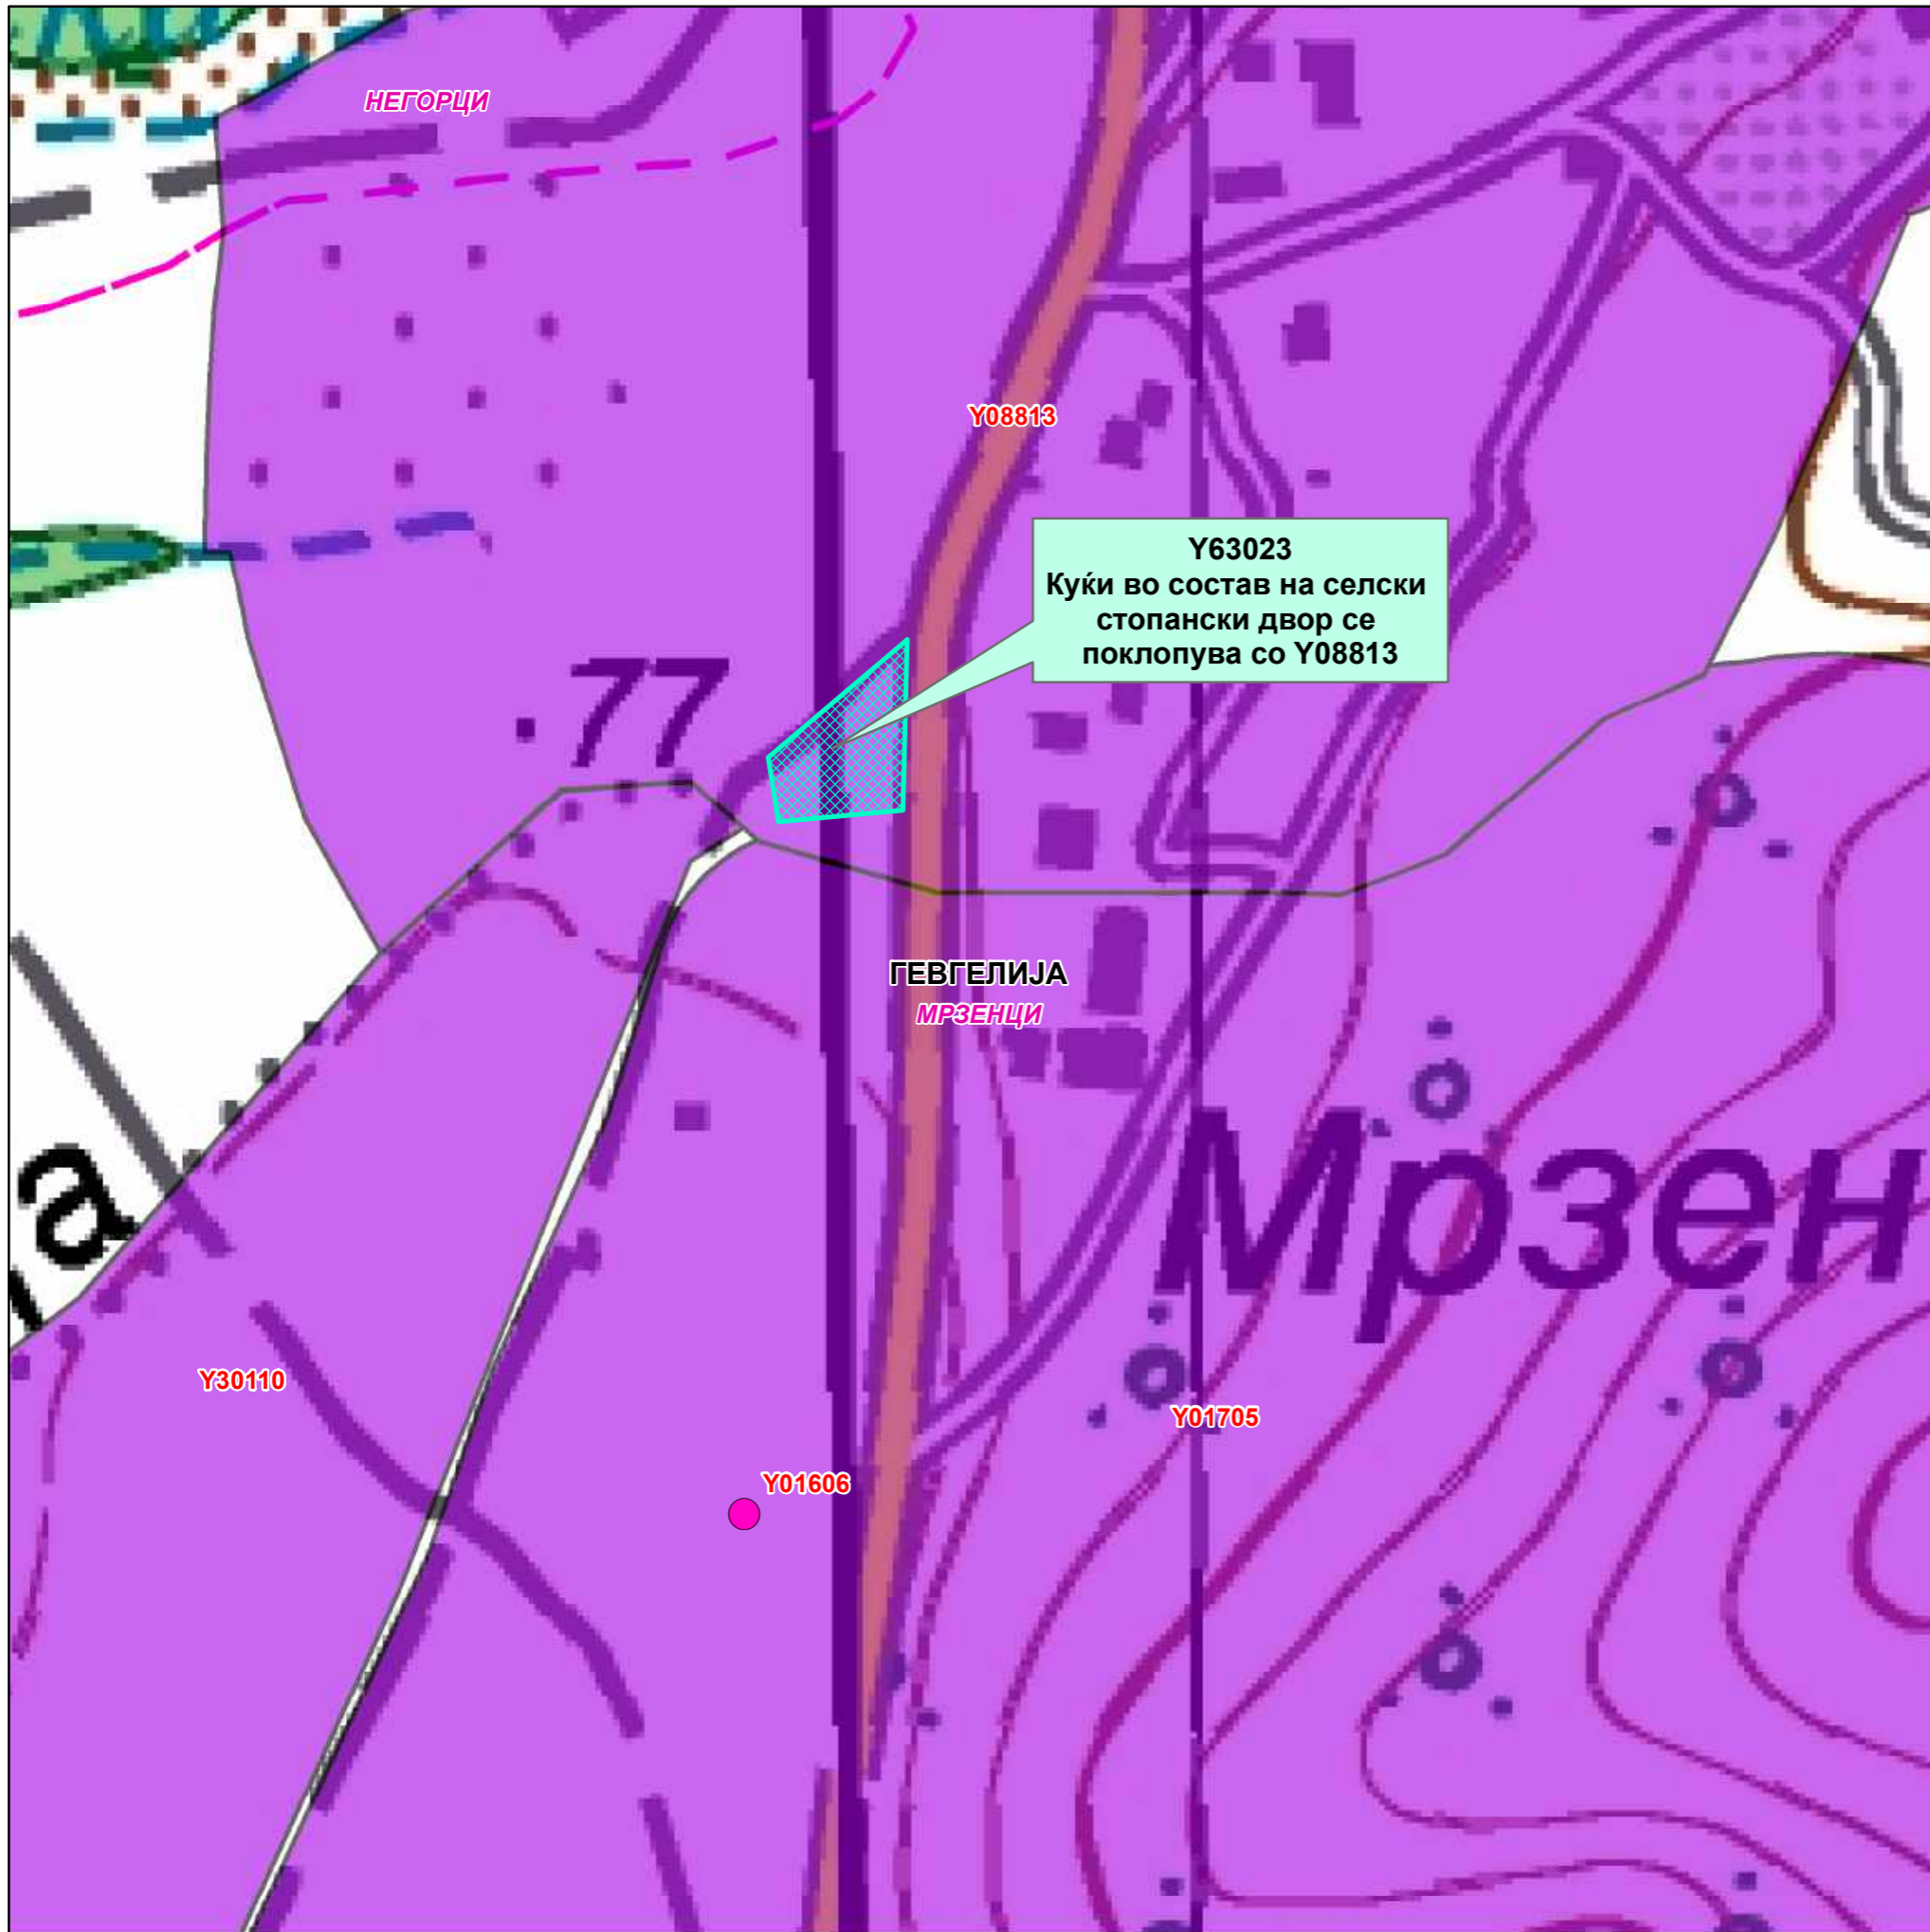 НЕГОРЦИ
Y08813
Y63023
Куќи во состав на селски
стопански двор се
поклопува со Y08813
77
ГЕВГЕЛИЈА
МРЗЕНЦИ
Мрзен
а
Y30110
Y01705
Y01606